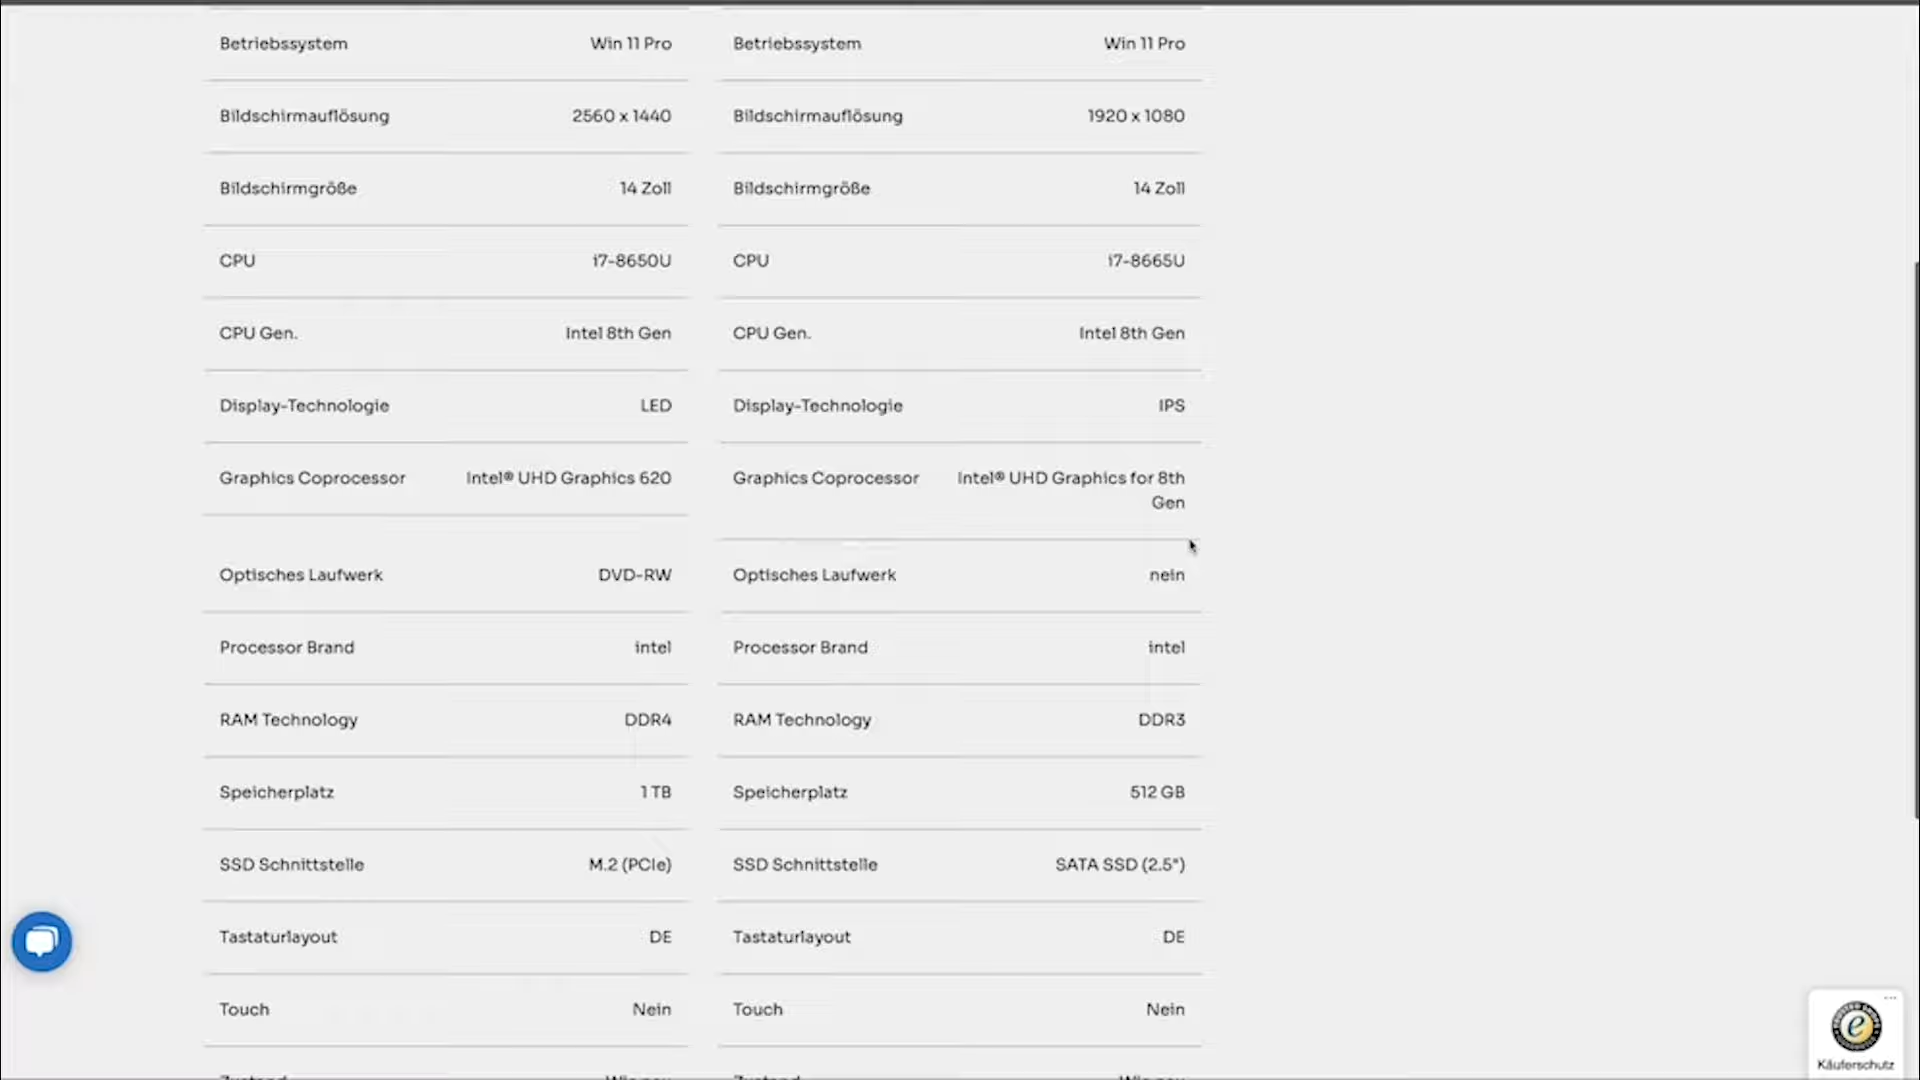 Betriebssystem Win 11 Pro Betriebssystem Win 11 Pro
Bildschirmauflösung 2560 x 1440 Bildschirmauflösung 1920 x 1080
Bildschirmgröße 14 Zoll Bildschirmgröße 14 Zoll
CPU i7-8650U CPU i7-8665U
CPU Gen. Intel 8th Gen CPU Gen. Intel 8th Gen
Display-Technologie LED Display-Technologie IPS
Graphics Coprocessor Intel® UHD Graphics 620 Graphics Coprocessor Intel® UHD Graphics for 8th
Gen
Optisches Laufwerk DVD-RW Optisches Laufwerk nein
Processor Brand intel Processor Brand intel
RAM Technology DDR4 RAM Technology DDR3
Speicherplatz 1 TB Speicherplatz 512 GB
SSD Schnittstelle M.2 (PCIe) SSD Schnittstelle SATA SSD (2.5")
Tastaturlayout DE Tastaturlayout DE
Touch Nein Touch Nein
Käuferschutz